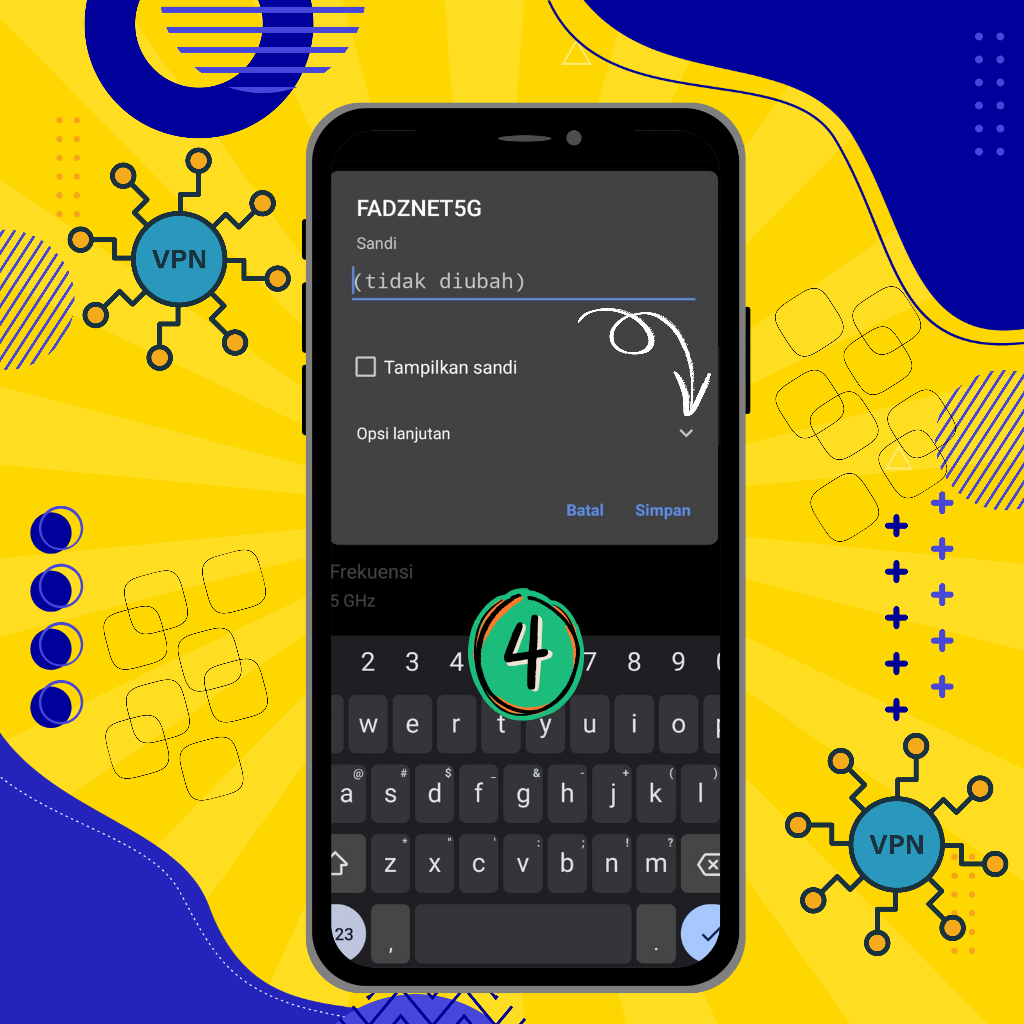 VPN
FADZNET5G
Sandi
(tidak diubah)
Tampilkan sandi
Opsi lanjutan
Batal Simpan
Frekuensi
5 GHz
4
2 3 4 7 8 9
w e r t y u i o p
@ # $ _ & - + ( )
a s d f g h j k l
* " ' : ; ! ?
z x c v b n m
23 , .
VPN